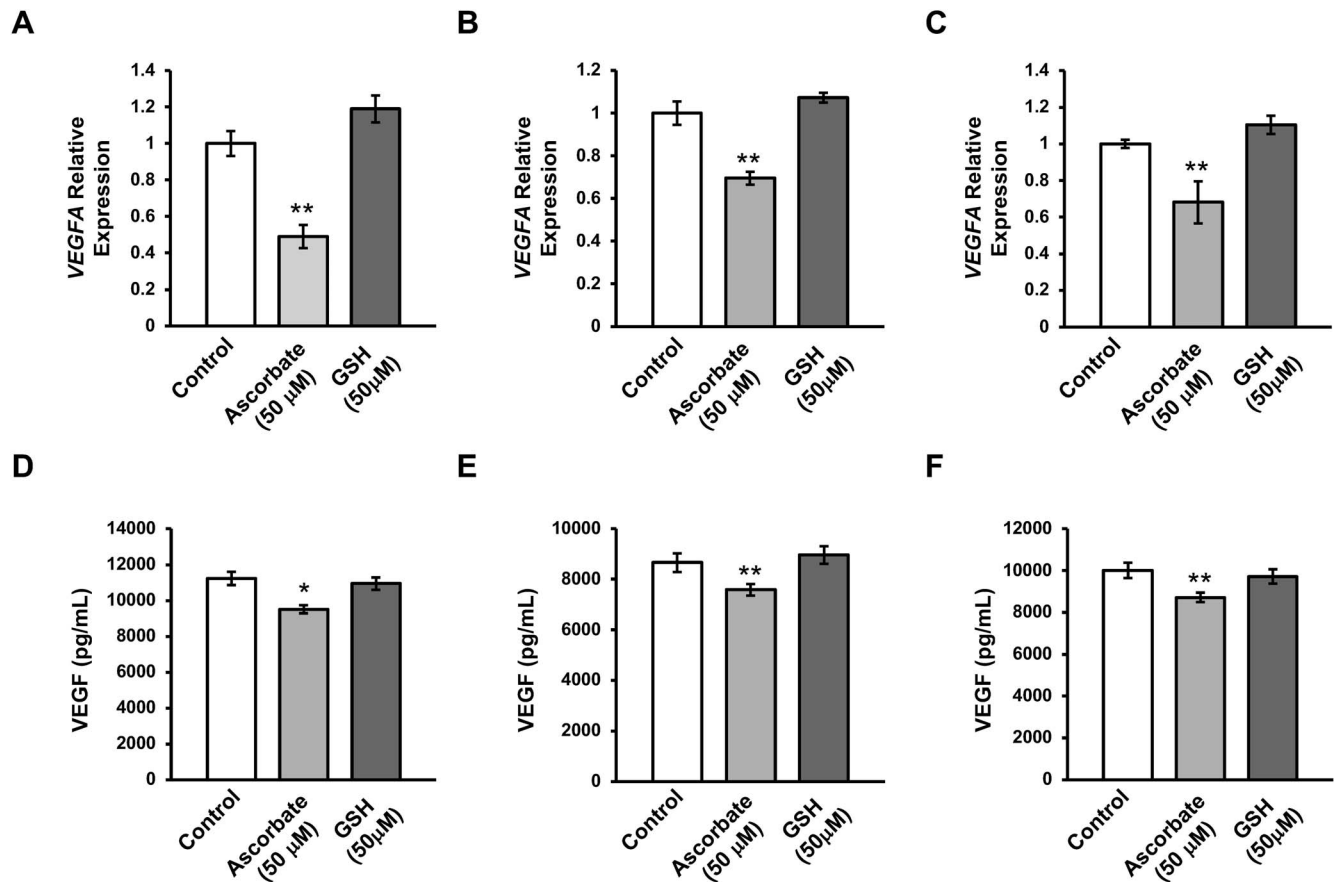 A
VEGFA Relative
Expression
1.4
1.2
1
0.8
0.6
0.4
0.2
0
**
Control
Ascorbate
(50 μM)
GSH
(50μM)
B
VEGFA Relative
Expression
1.2
1
0.8
0.6
0.4
0.2
0
**
Control
Ascorbate
(50 μM)
GSH
(50μM)
C
VEGFA Relative
Expression
1.4
1.2
1
0.8
0.6
0.4
0.2
0
**
Control
Ascorbate
(50 μM)
GSH
(50μM)
D
VEGF (pg/mL)
14000
12000
10000
8000
6000
4000
2000
0
*
Control
Ascorbate
(50 μM)
GSH
(50μM)
E
VEGF (pg/mL)
10000
8000
6000
4000
2000
0
**
Control
Ascorbate
(50 μM)
GSH
(50μM)
F
VEGF (pg/mL)
12000
10000
8000
6000
4000
2000
0
**
Control
Ascorbate
(50 μM)
GSH
(50μM)